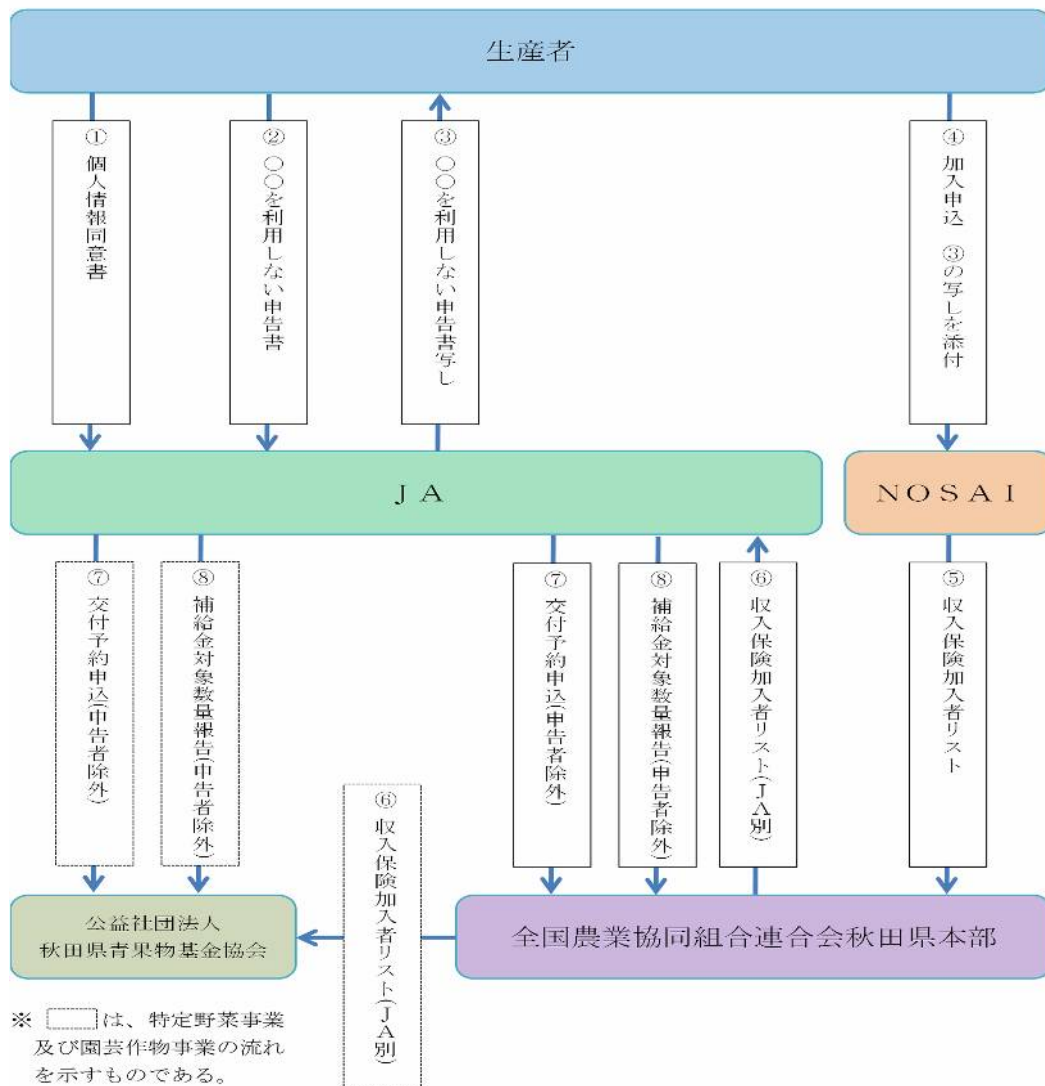 生産者
① 個人情報同意書
② 〇〇を利用しない申告書
③ 〇〇を利用しない申告書写し
④ 加入申込 ③の写しを添付
JA
NOSAI
⑦ 交付予約申込(申告者除外)
⑧ 補給金対象数量報告(申告者除外)
⑦ 交付予約申込(申告者除外)
⑧ 補給金対象数量報告(申告者除外)
⑥ 収入保険加入者リスト(JA別)
⑤ 収入保険加入者リスト
⑥ 収入保険加入者リスト(JA別)
公益社団法人
秋田県青果物基金協会
全国農業協同組合連合会秋田県本部
※ は、特定野菜事業
及び園芸作物事業の流れ
を示すものである。